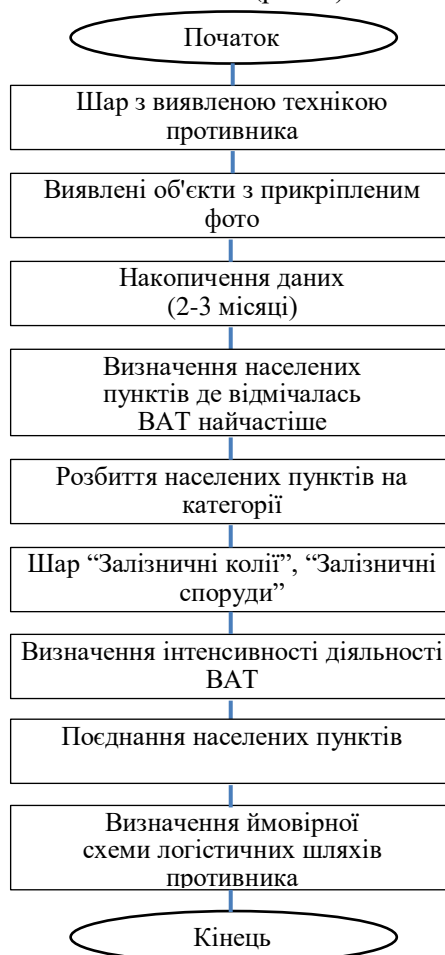 Початок
Шар з виявленою технікою
противника
Виявлені об'єкти з прикріпленим
фото
Накопичення даних
(2-3 місяці)
Визначення населених
пунктів де відмічалась
ВАТ найчастіше
Розбиття населених пунктів на
категорії
Шар “Залізничні колії”, “Залізничні
споруди”
Визначення інтенсивності діяльності
ВАТ
Поєднання населених пунктів
Визначення ймовірної
схеми логістичних шляхів
противника
Кінець